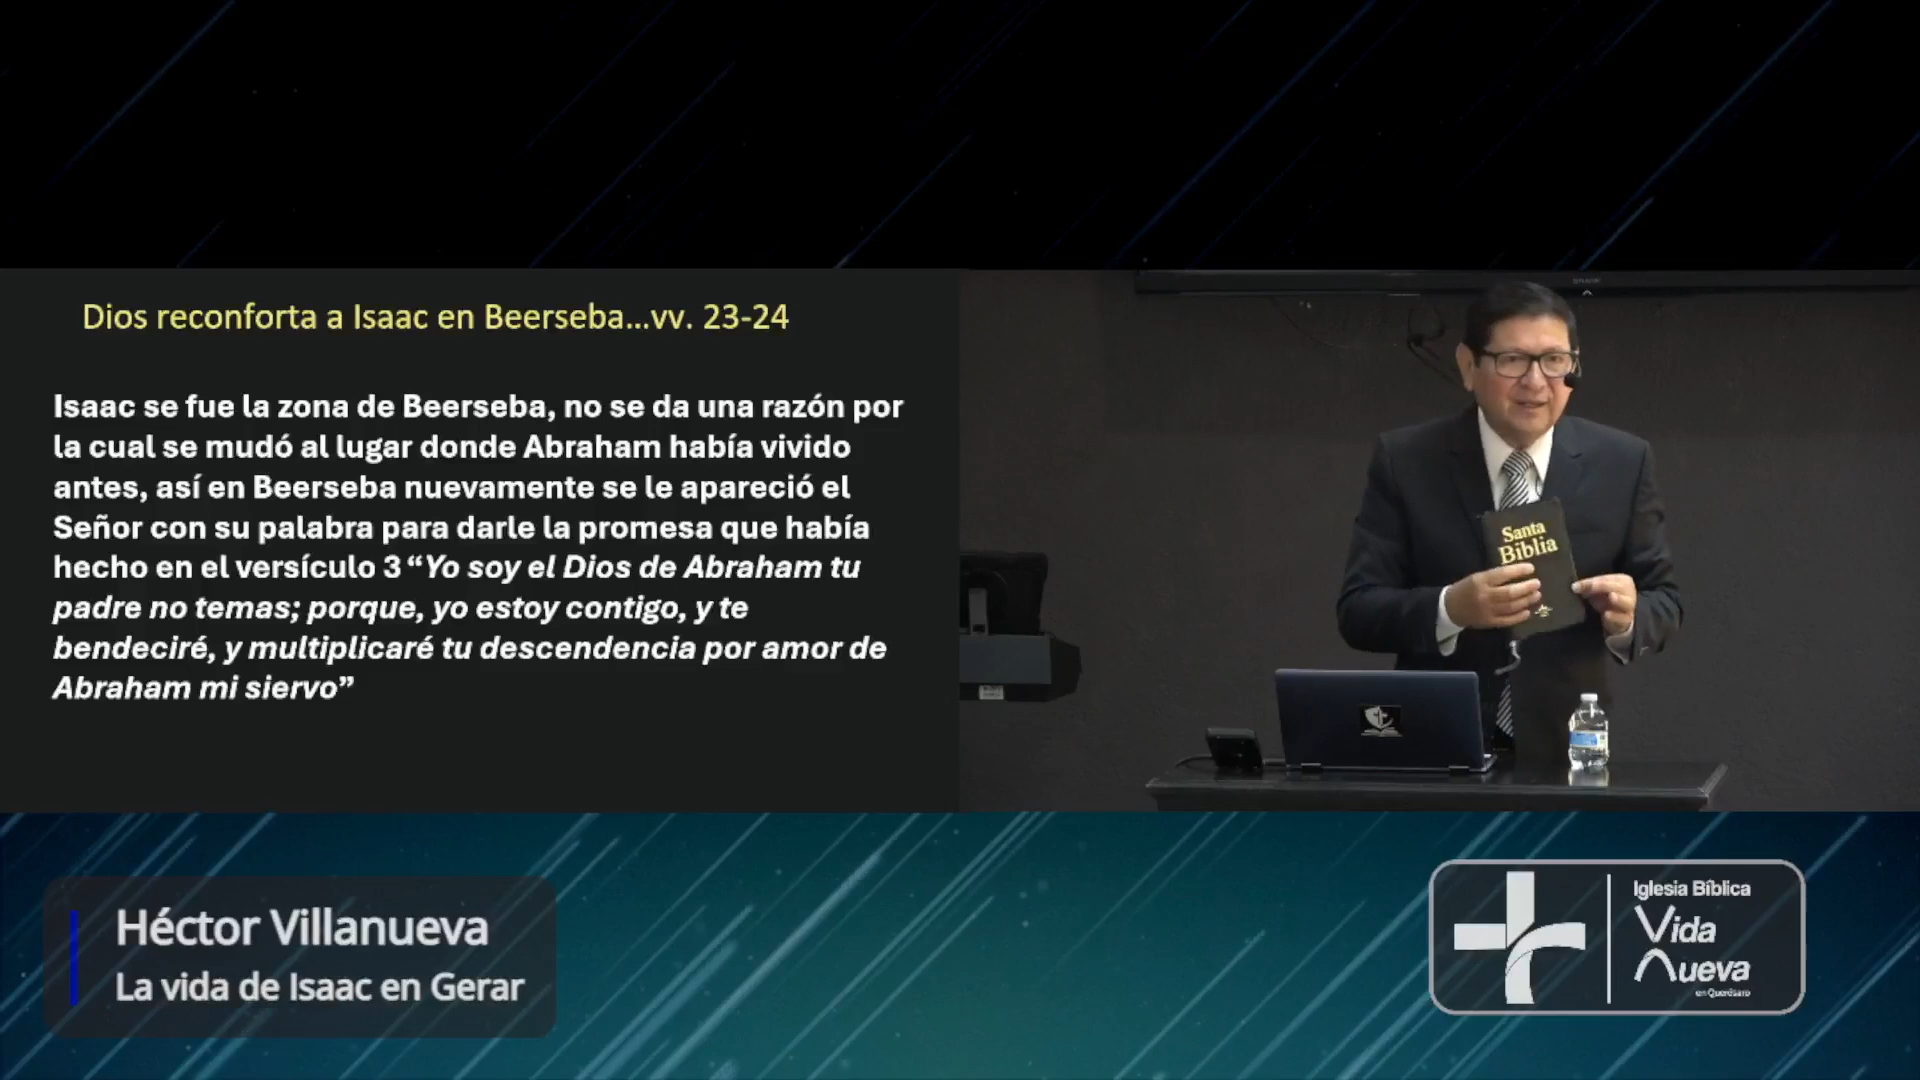 Dios reconforta a Isaac en Beerseba...vv. 23-24
Isaac se fue la zona de Beerseba, no se da una razón por
la cual se mudó al lugar donde Abraham había vivido
antes, así en Beerseba nuevamente se le apareció el
Señor con su palabra para darle la promesa que había
hecho en el versículo 3 “Yo soy el Dios de Abraham tu
padre no temas; porque, yo estoy contigo, y te
bendeciré, y multiplicaré tu descendencia por amor de
Abraham mi siervo”
Santa
Biblia
Héctor Villanueva
La vida de Isaac en Gerar
Iglesia Bíblica
Vida
Nueva
en Querétaro